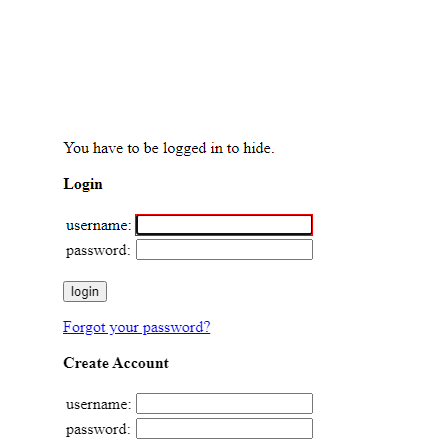 You have to be logged in to hide.
Login
username:
password:
login
Forgot your password?
Create Account
username:
password: